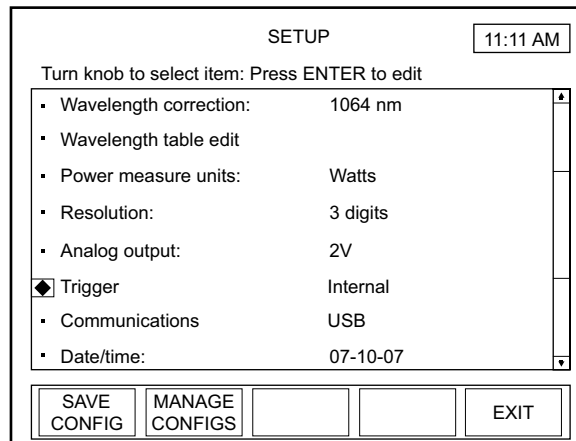 SETUP
11:11 AM
Turn knob to select item: Press ENTER to edit
Wavelength correction: 1064 nm
Wavelength table edit
Power measure units: Watts
Resolution: 3 digits
Analog output: 2V
Trigger Internal
Communications USB
Date/time: 07-10-07
SAVE CONFIG
MANAGE CONFIGS
EXIT